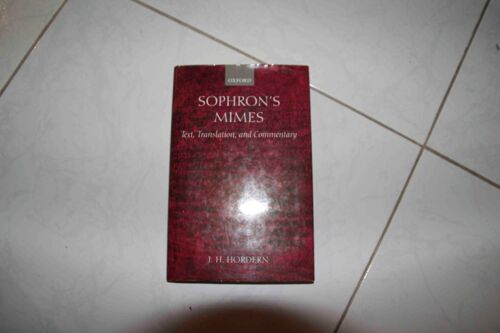 OXFORD
SOPHRON'S
MIMES
Text, Translation, and Commentary
J. H. HORDERN